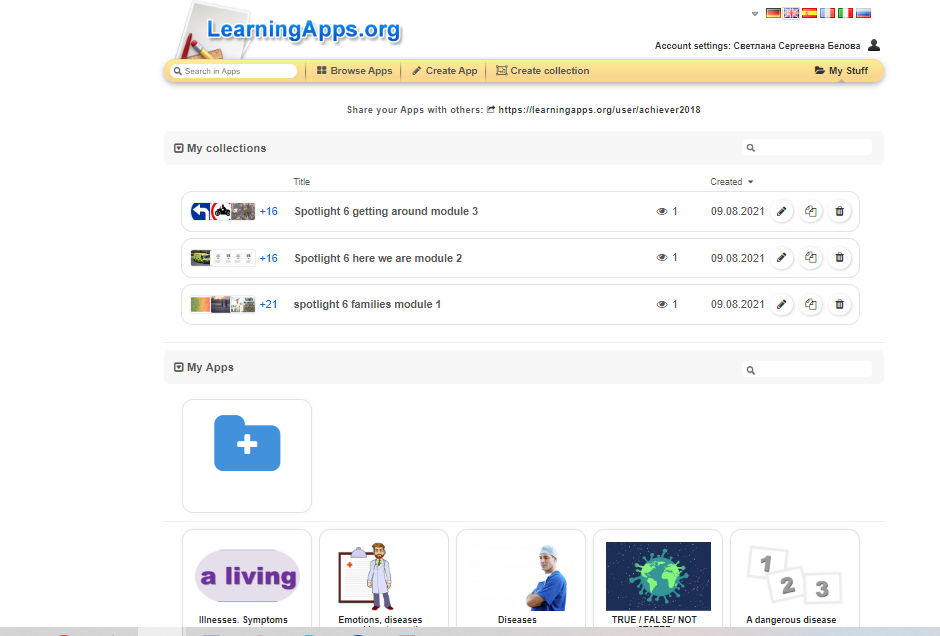 LearningApps.org
Account settings: Светлана Сергеевна Белова
Search in Apps
Browse Apps
Create App
Create collection
My Stuff
Share your Apps with others: https://learningapps.org/user/achiever2018
My collections
Title
Created
+16
Spotlight 6 getting around module 3
1
09.08.2021
+16
Spotlight 6 here we are module 2
1
09.08.2021
+21
spotlight 6 families module 1
1
09.08.2021
My Apps
a living
1
2
3
Illnesses. Symptoms
Emotions, diseases
Diseases
TRUE / FALSE/ NOT
A dangerous disease